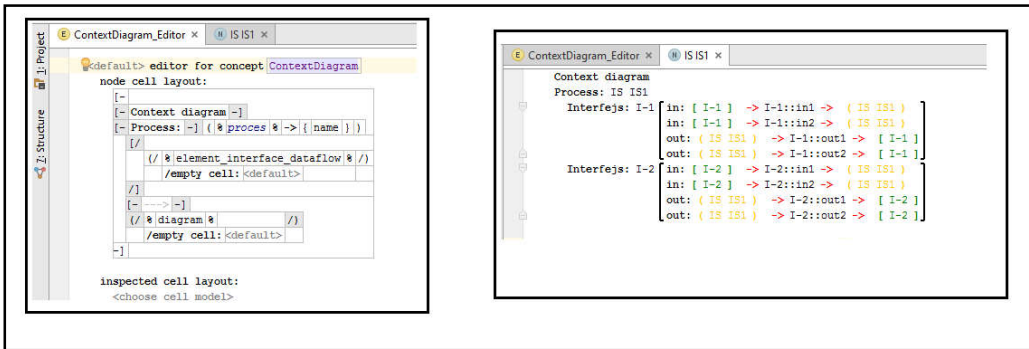 ContextDiagram_Editor × IS IS1 ×
1: Project
Z: Structure
<default> editor for concept ContextDiagram
node cell layout:
[-
[- Context diagram -]
[- Process: -] ( % proces % -> { name } )
[/
(/ % element_interface_dataflow % /)
/empty cell: <default>
/]
[- ---> -]
(/ % diagram % /)
/empty cell: <default>
-]
inspected cell layout:
<choose cell model>
ContextDiagram_Editor × IS IS1 ×
Context diagram
Process: IS IS1
Interfejs: I-1 in: [ I-1 ] -> I-1::in1 -> ( IS IS1 )
in: [ I-1 ] -> I-1::in2 -> ( IS IS1 )
out: ( IS IS1 ) -> I-1::out1 -> [ I-1 ]
out: ( IS IS1 ) -> I-1::out2 -> [ I-1 ]
Interfejs: I-2 in: [ I-2 ] -> I-2::in1 -> ( IS IS1 )
in: [ I-2 ] -> I-2::in2 -> ( IS IS1 )
out: ( IS IS1 ) -> I-2::out1 -> [ I-2 ]
out: ( IS IS1 ) -> I-2::out2 -> [ I-2 ]